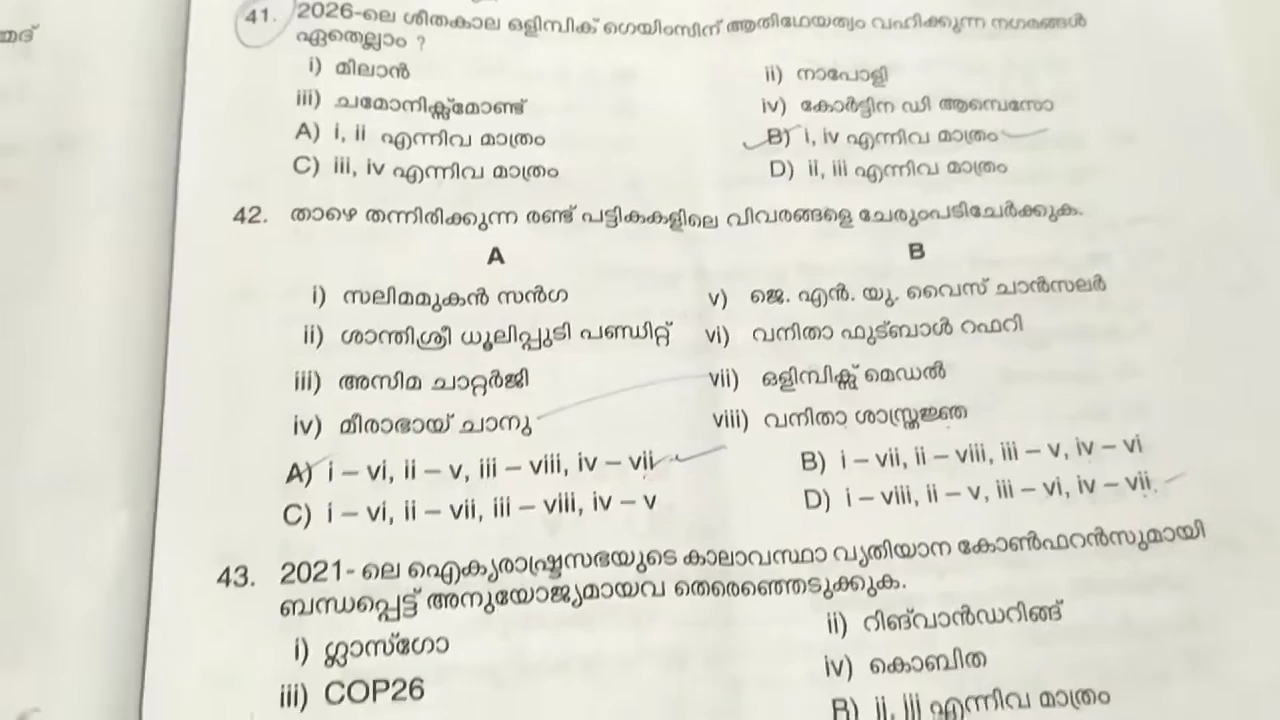 41. 2026-ലെ ശീതകാല ഒളിമ്പിക് ഗെയിംസിന് ആതിഥേയത്വം വഹിക്കുന്ന നഗരങ്ങൾ
ഏതെല്ലാം ?
i) മിലാൻ ii) നാപോളി
iii) ചമോനിക്സ്മോണ്ട് iv) കോർട്ടിന ഡി ആമ്പെസോ
A) i, ii എന്നിവ മാത്രം B) i, iv എന്നിവ മാത്രം
C) iii, iv എന്നിവ മാത്രം D) ii, iii എന്നിവ മാത്രം
42. താഴെ തന്നിരിക്കുന്ന രണ്ട് പട്ടികകളിലെ വിവരങ്ങളെ ചേരുംപടിചേർക്കുക.
A B
i) സലിമമുകൻ സൻഗ v) ജെ. എൻ. യു. വൈസ് ചാൻസലർ
ii) ശാന്തിശ്രീ ധൂലിപ്പുടി പണ്ഡിറ്റ് vi) വനിതാ ഫുട്ബാൾ റഫറി
iii) അസിമ ചാറ്റർജി vii) ഒളിമ്പിക്സ് മെഡൽ
iv) മീരാഭായ് ചാനു viii) വനിതാ ശാസ്ത്രജ്ഞ
A) i – vi, ii – v, iii – viii, iv – vii B) i – vii, ii – viii, iii – v, iv – vi
C) i – vi, ii – vii, iii – viii, iv – v D) i – viii, ii – v, iii – vi, iv – vii
43. 2021- ലെ ഐക്യരാഷ്ട്രസഭയുടെ കാലാവസ്ഥാ വ്യതിയാന കോൺഫറൻസുമായി
ബന്ധപ്പെട്ട് അനുയോജ്യമായവ തെരഞ്ഞെടുക്കുക.
i) ഗ്ലാസ്ഗോ ii) റിങ്‌വാൻഡറിങ്ങ്
iii) COP26 iv) കൊബിത
B) ii, iii എന്നിവ മാത്രം